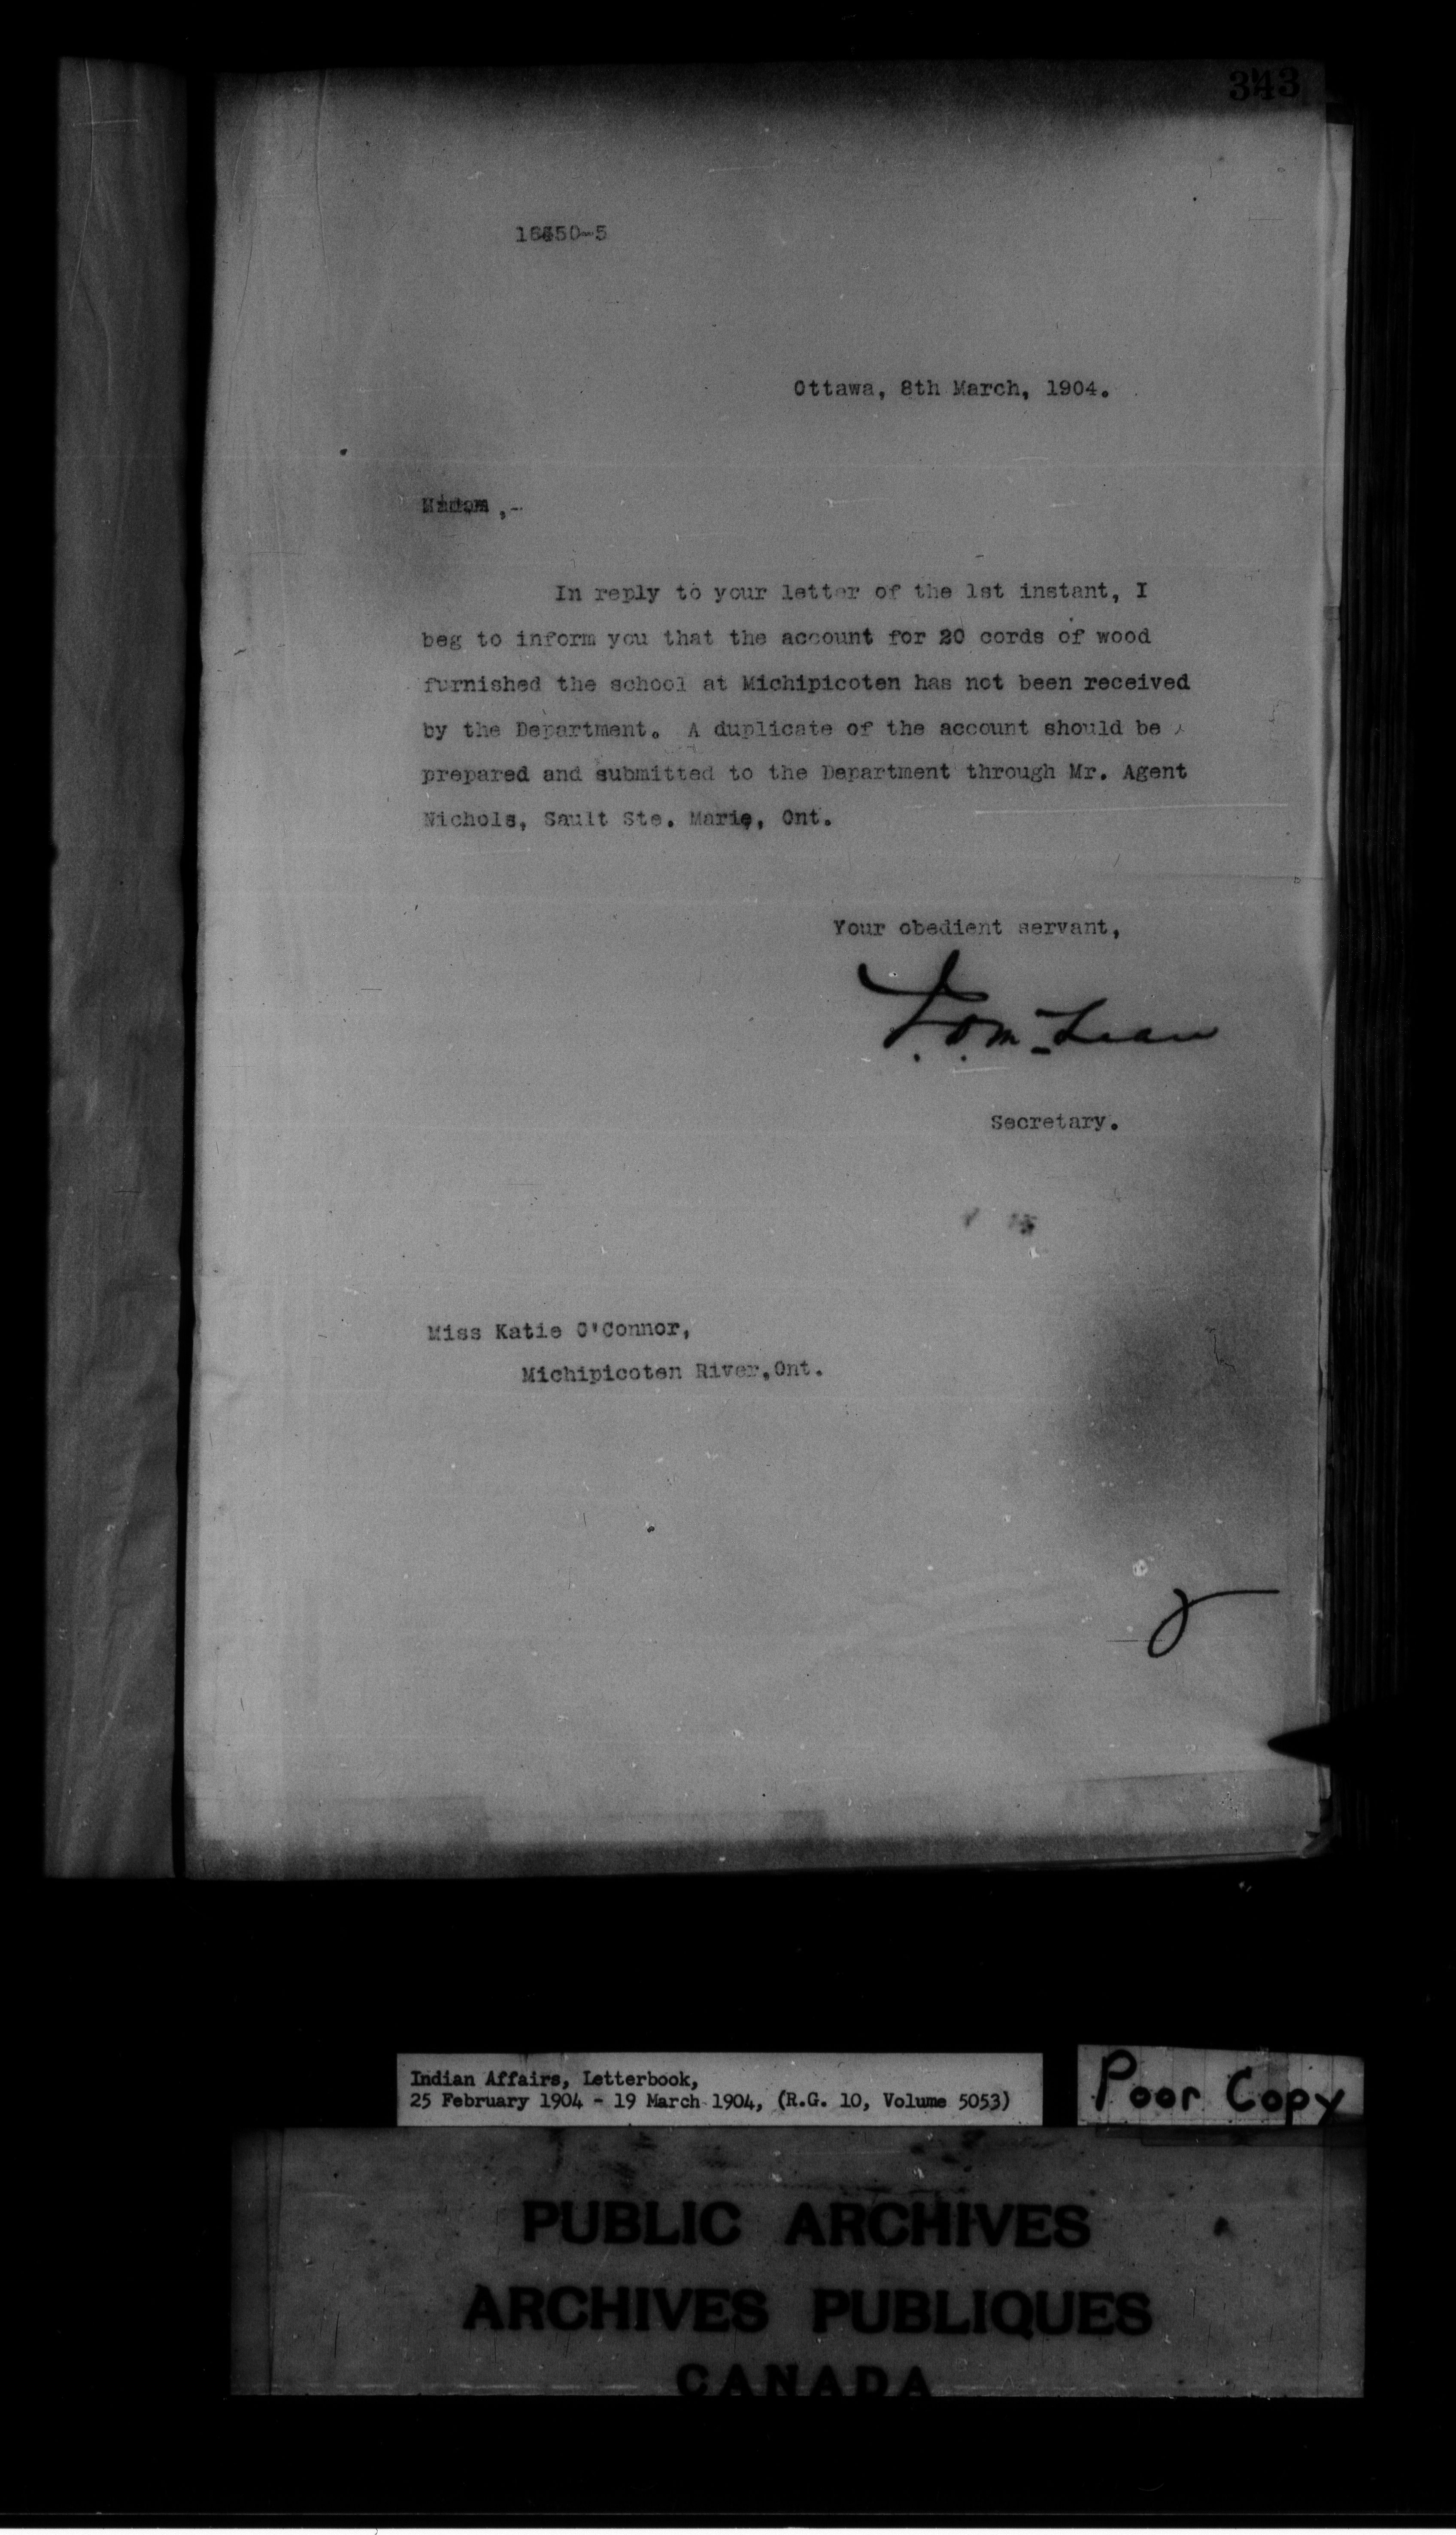 343
16450-5
Ottawa, 8th March, 1904.
Madam,-
In reply to your letter of the 1st instant, I
beg to inform you that the account for 20 cords of wood
furnished the school at Michipicoten has not been received
by the Department. A duplicate of the account should be
prepared and submitted to the Department through Mr. Agent
Nichols, Sault Ste. Marie, Ont.
Your obedient servant,
J. D. McLean
Secretary.
Miss Katie O'Connor,
Michipicoten River, Ont.
Indian Affairs, Letterbook,
25 February 1904 - 19 March 1904, (R.G. 10, Volume 5053)
Poor Copy
PUBLIC ARCHIVES
ARCHIVES PUBLIQUES
CANADA